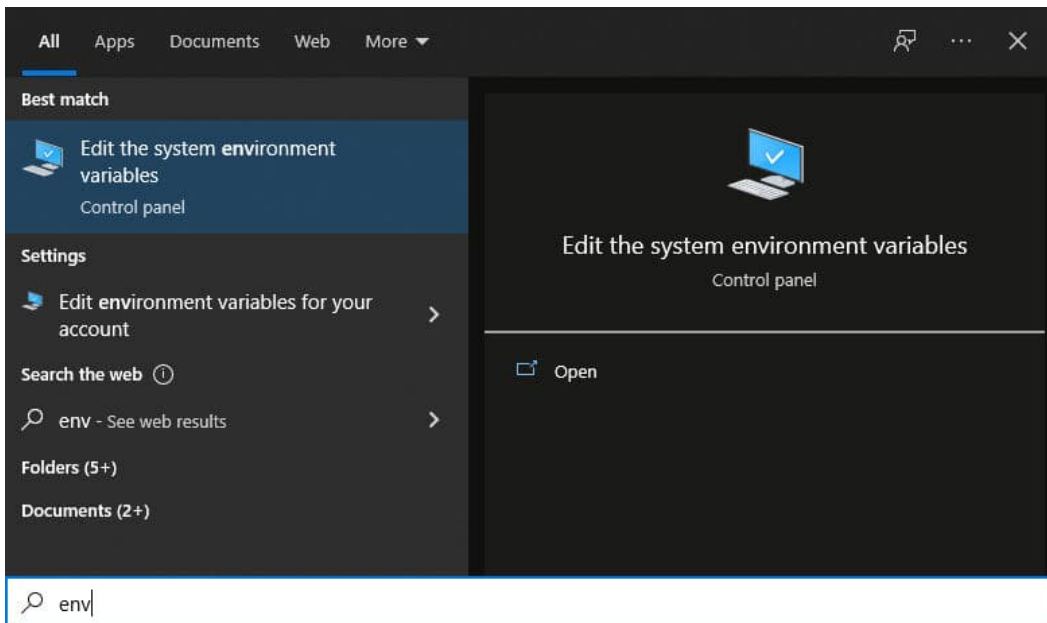 All Apps Documents Web More
Best match
Edit the system environment
variables
Control panel
Settings
Edit environment variables for your
account
Search the web
env - See web results
Folders (5+)
Documents (2+)
Edit the system environment variables
Control panel
Open
env